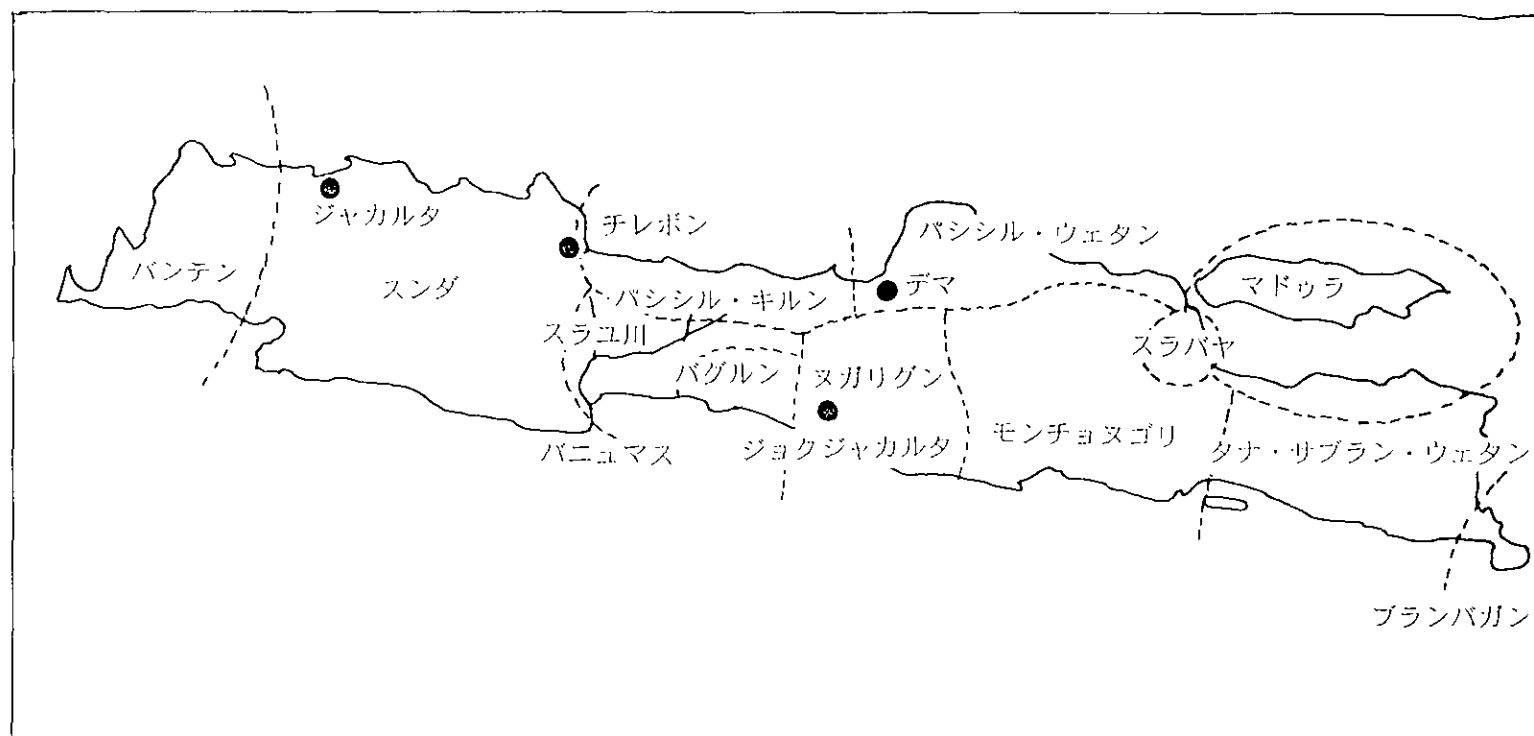 ジャカルタ
チレボン
パシシル・ウェタン
バンテン
スンダ
デマ
マドゥラ
パシシル・キルン
スラユ川
スラバヤ
バグルン
ヌガリグン
モンチョヌゴリ
バニュマス
ジョクジャカルタ
タナ・サブラン・ウェタン
ブランバガン